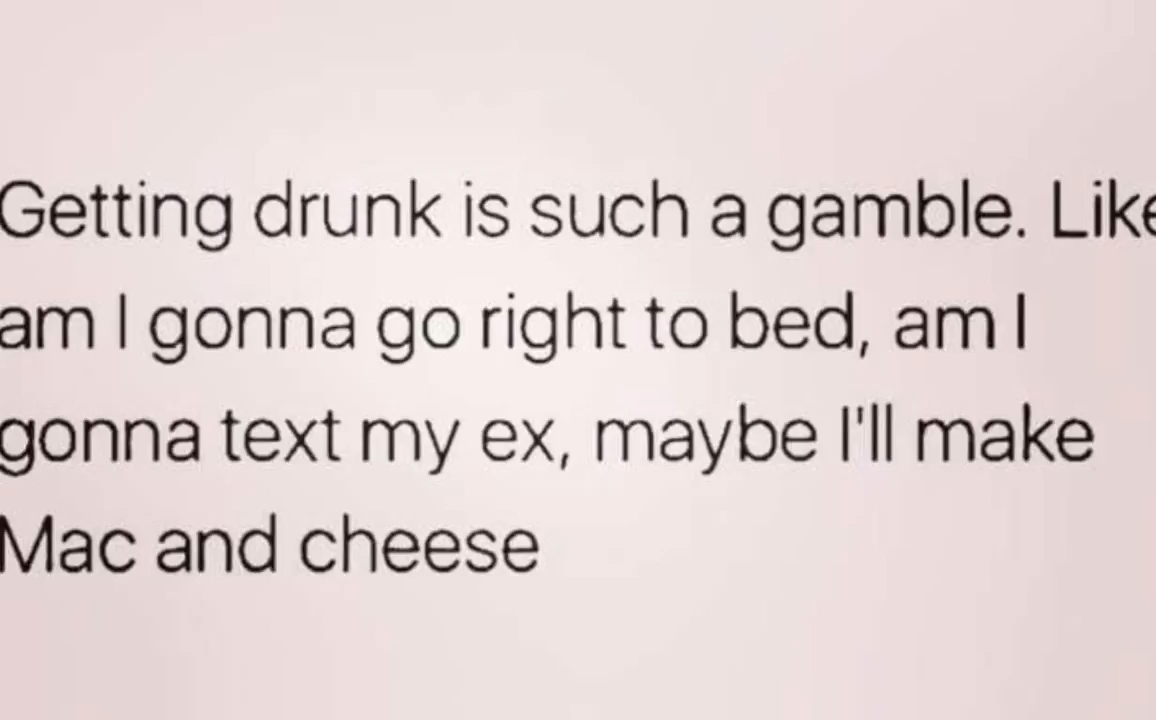 Getting drunk is such a gamble. Like
am I gonna go right to bed, am I
gonna text my ex, maybe I'll make
Mac and cheese